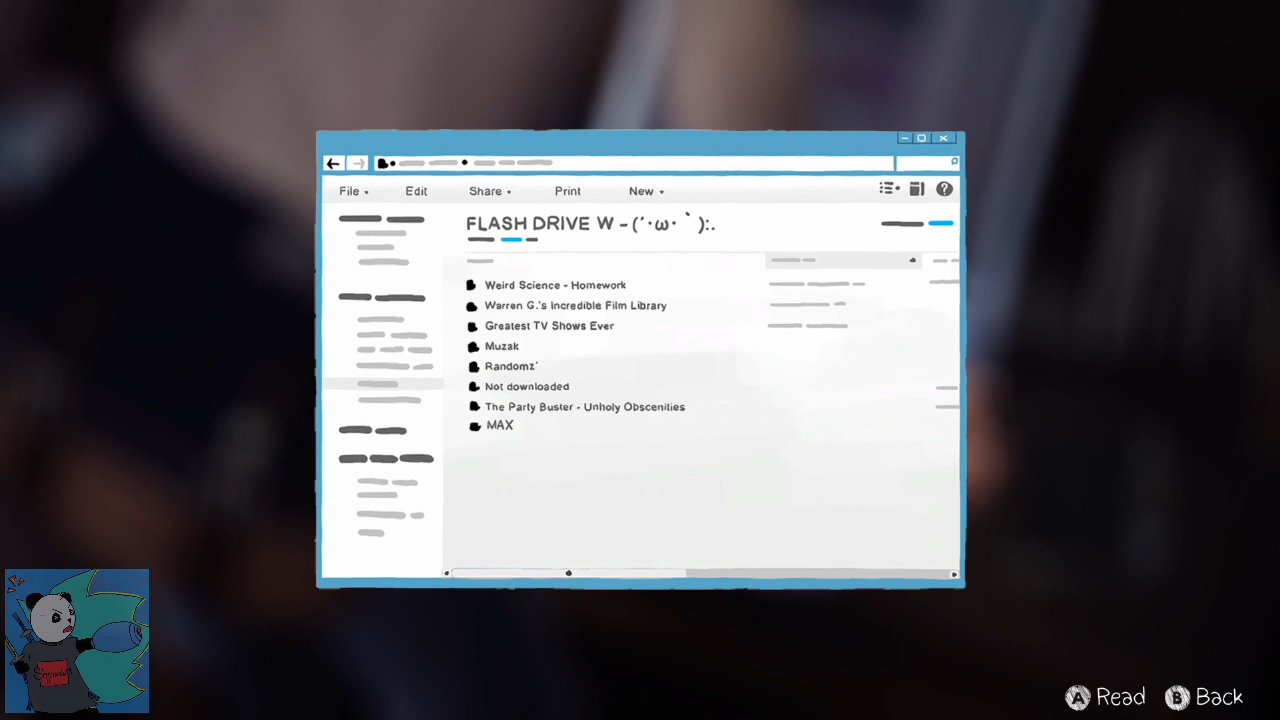 File Edit Share Print New
FLASH DRIVE W -(´･ω･`):.
Weird Science - Homework
Warren G.'s Incredible Film Library
Greatest TV Shows Ever
Muzak
Randomz'
Not downloaded
The Party Buster - Unholy Obscenities
MAX
A Read B Back